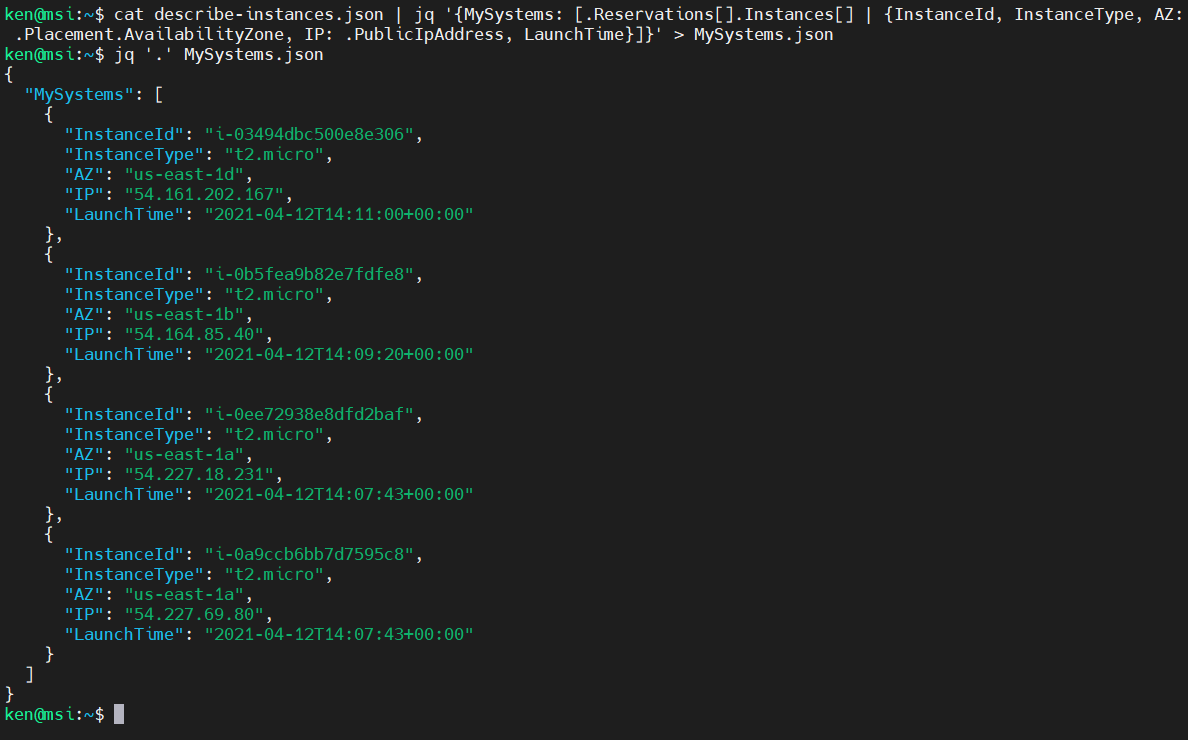 ken@msi:~$ cat describe-instances.json | jq '{MySystems: [.Reservations[].Instances[] | {InstanceId, InstanceType, AZ:
 .Placement.AvailabilityZone, IP: .PublicIpAddress, LaunchTime}]}' > MySystems.json
ken@msi:~$ jq '.' MySystems.json
{
  "MySystems": [
    {
      "InstanceId": "i-03494dbc500e8e306",
      "InstanceType": "t2.micro",
      "AZ": "us-east-1d",
      "IP": "54.161.202.167",
      "LaunchTime": "2021-04-12T14:11:00+00:00"
    },
    {
      "InstanceId": "i-0b5fea9b82e7fdfe8",
      "InstanceType": "t2.micro",
      "AZ": "us-east-1b",
      "IP": "54.164.85.40",
      "LaunchTime": "2021-04-12T14:09:20+00:00"
    },
    {
      "InstanceId": "i-0ee72938e8dfd2baf",
      "InstanceType": "t2.micro",
      "AZ": "us-east-1a",
      "IP": "54.227.18.231",
      "LaunchTime": "2021-04-12T14:07:43+00:00"
    },
    {
      "InstanceId": "i-0a9ccb6bb7d7595c8",
      "InstanceType": "t2.micro",
      "AZ": "us-east-1a",
      "IP": "54.227.69.80",
      "LaunchTime": "2021-04-12T14:07:43+00:00"
    }
  ]
}
ken@msi:~$